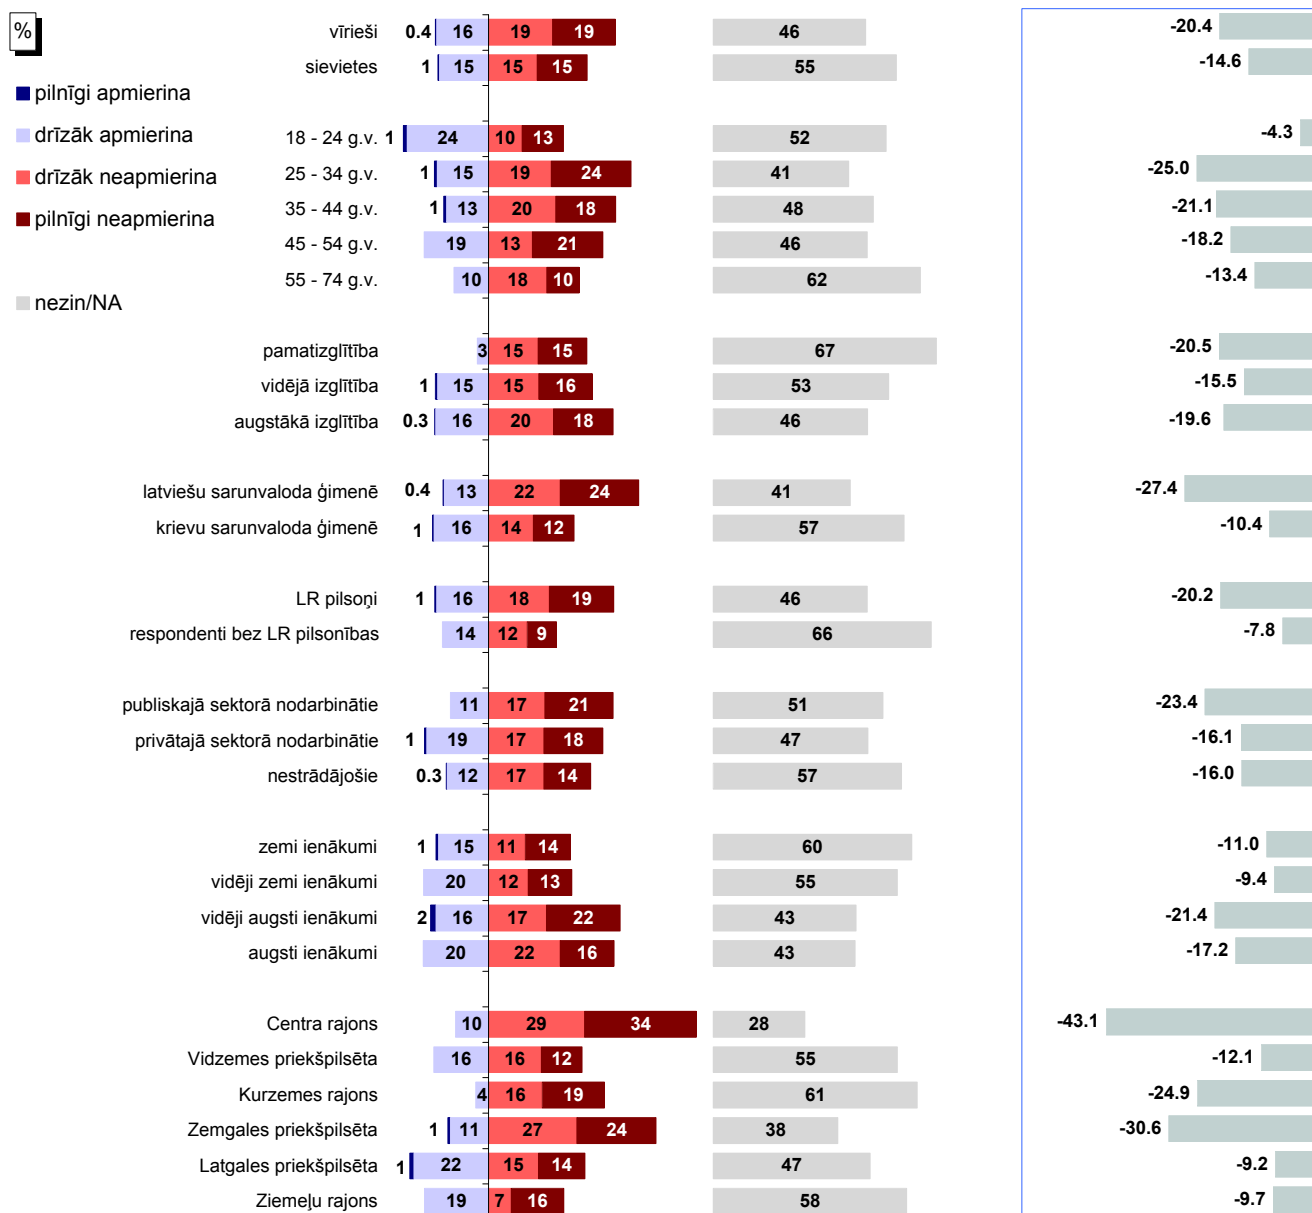 %
pilnīgi apmierina
drīzāk apmierina
drīzāk neapmierina
pilnīgi neapmierina
nezin/NA
vīrieši 0.4 16 19 19 46 -20.4
sievietes 1 15 15 15 55 -14.6
18 - 24 g.v. 1 24 10 13 52 -4.3
25 - 34 g.v. 1 15 19 24 41 -25.0
35 - 44 g.v. 1 13 20 18 48 -21.1
45 - 54 g.v. 19 13 21 46 -18.2
55 - 74 g.v. 10 18 10 62 -13.4
pamatizglītība 3 15 15 67 -20.5
vidējā izglītība 1 15 15 16 53 -15.5
augstākā izglītība 0.3 16 20 18 46 -19.6
latviešu sarunvaloda ģimenē 0.4 13 22 24 41 -27.4
krievu sarunvaloda ģimenē 1 16 14 12 57 -10.4
LR pilsoņi 1 16 18 19 46 -20.2
respondenti bez LR pilsonības 14 12 9 66 -7.8
publiskajā sektorā nodarbinātie 11 17 21 51 -23.4
privātajā sektorā nodarbinātie 1 19 17 18 47 -16.1
nestrādājošie 0.3 12 17 14 57 -16.0
zemi ienākumi 1 15 11 14 60 -11.0
vidēji zemi ienākumi 20 12 13 55 -9.4
vidēji augsti ienākumi 2 16 17 22 43 -21.4
augsti ienākumi 20 22 16 43 -17.2
Centra rajons 10 29 34 28 -43.1
Vidzemes priekšpilsēta 16 16 12 55 -12.1
Kurzemes rajons 4 16 19 61 -24.9
Zemgales priekšpilsēta 1 11 27 24 38 -30.6
Latgales priekšpilsēta 1 22 15 14 47 -9.2
Ziemeļu rajons 19 7 16 58 -9.7